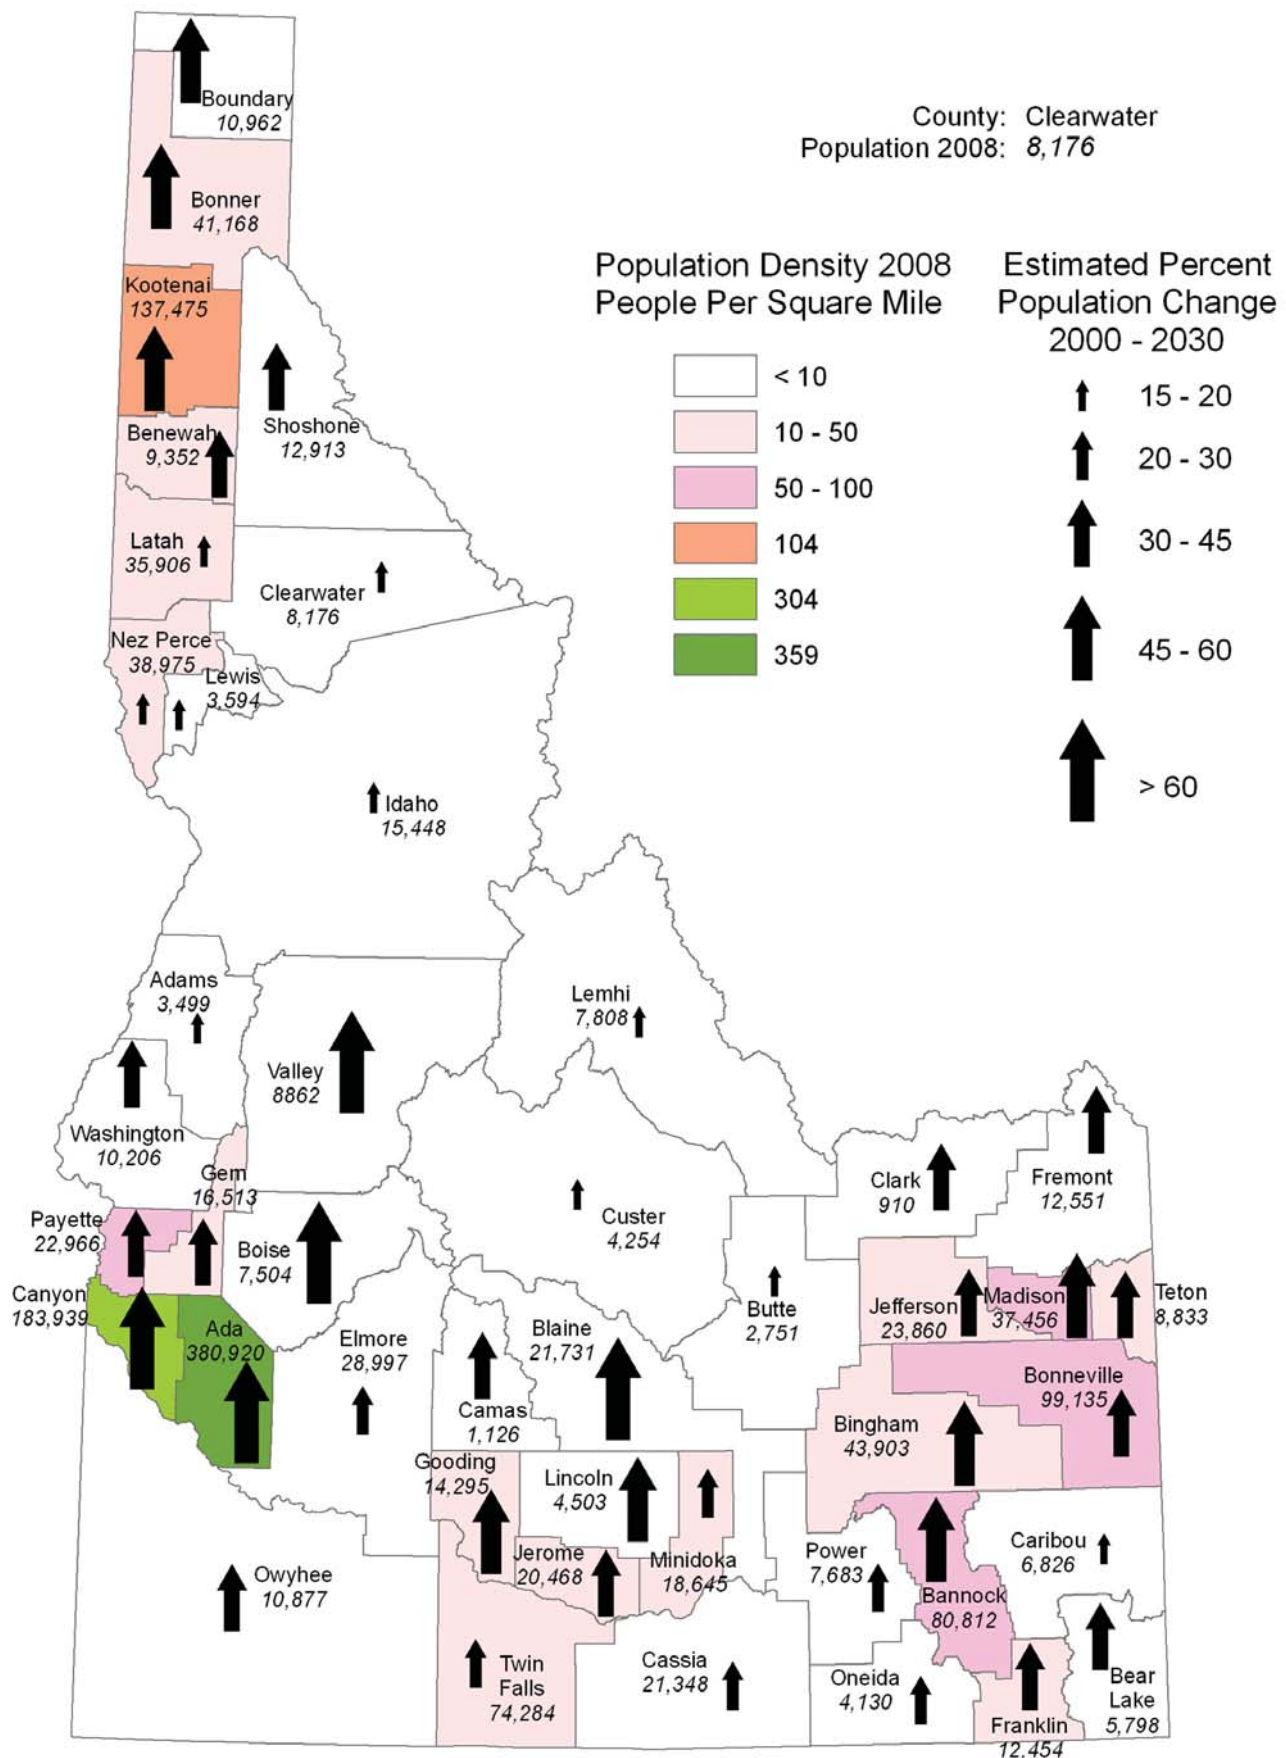 Boundary
10,962
County: Clearwater
Population 2008: 8,176
Bonner
41,168
Population Density 2008
People Per Square Mile
< 10
10 - 50
50 - 100
104
304
359
Estimated Percent
Population Change
2000 - 2030
15 - 20
20 - 30
30 - 45
45 - 60
> 60
Kootenai
137,475
Shoshone
12,913
Benewah
9,352
Latah
35,906
Clearwater
8,176
Nez Perce
38,975
Lewis
3,594
Idaho
15,448
Adams
3,499
Lemhi
7,808
Valley
8862
Washington
10,206
Gem
16,513
Clark
910
Fremont
12,551
Payette
22,966
Boise
7,504
Custer
4,254
Canyon
183,939
Ada
380,920
Elmore
28,997
Blaine
21,731
Butte
2,751
Jefferson
23,860
Madison
37,456
Teton
8,833
Camas
1,126
Bonneville
99,135
Bingham
43,903
Gooding
14,295
Lincoln
4,503
Jerome
20,468
Minidoka
18,645
Power
7,683
Caribou
6,826
Owyhee
10,877
Bannock
80,812
Twin
Falls
74,284
Cassia
21,348
Oneida
4,130
Franklin
12,454
Bear
Lake
5,798